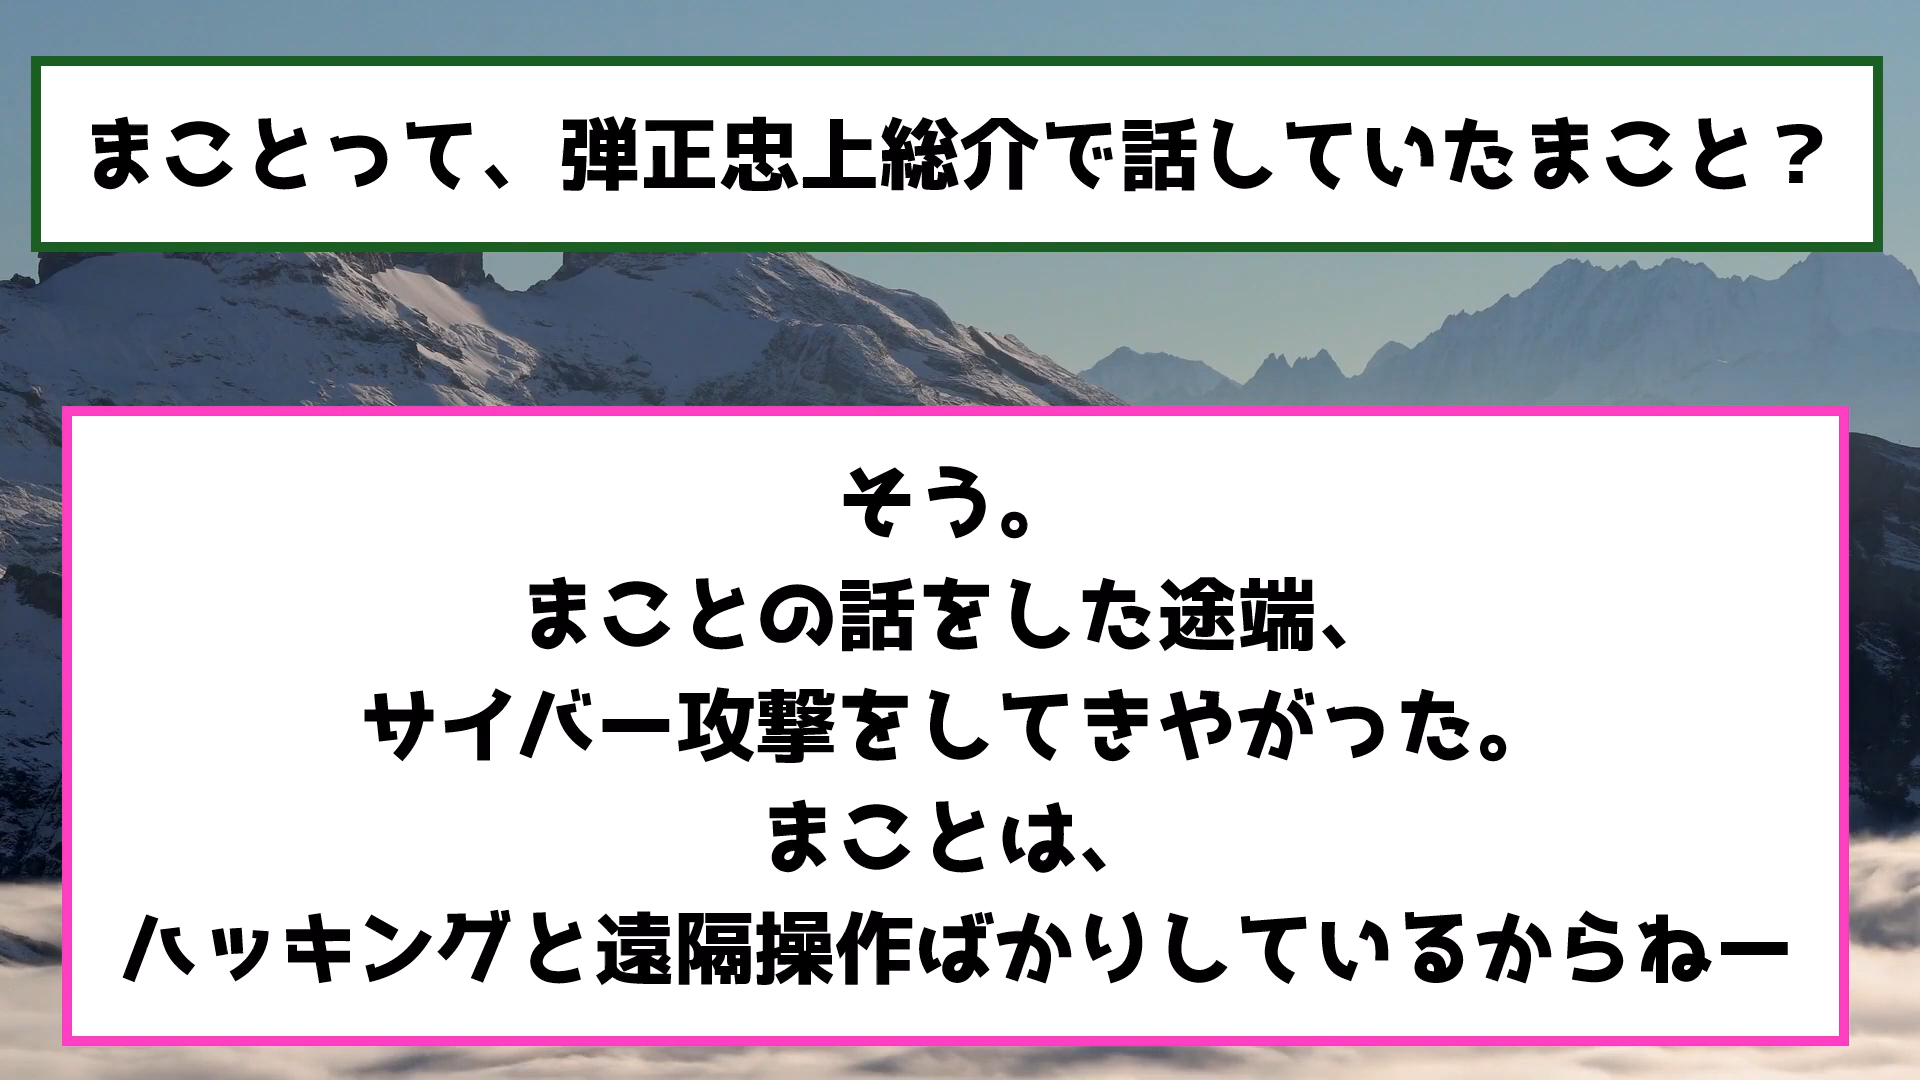 まことって、弾正忠上総介で話していたまこと？
そう。
まことの話をした途端、
サイバー攻撃をしてきやがった。
まことは、
ハッキングと遠隔操作ばかりしているからねー